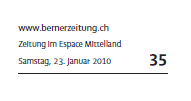 www.bernerzeitung.ch
Zeitung im Espace Mittelland
Samstag, 23. Januar 2010 35